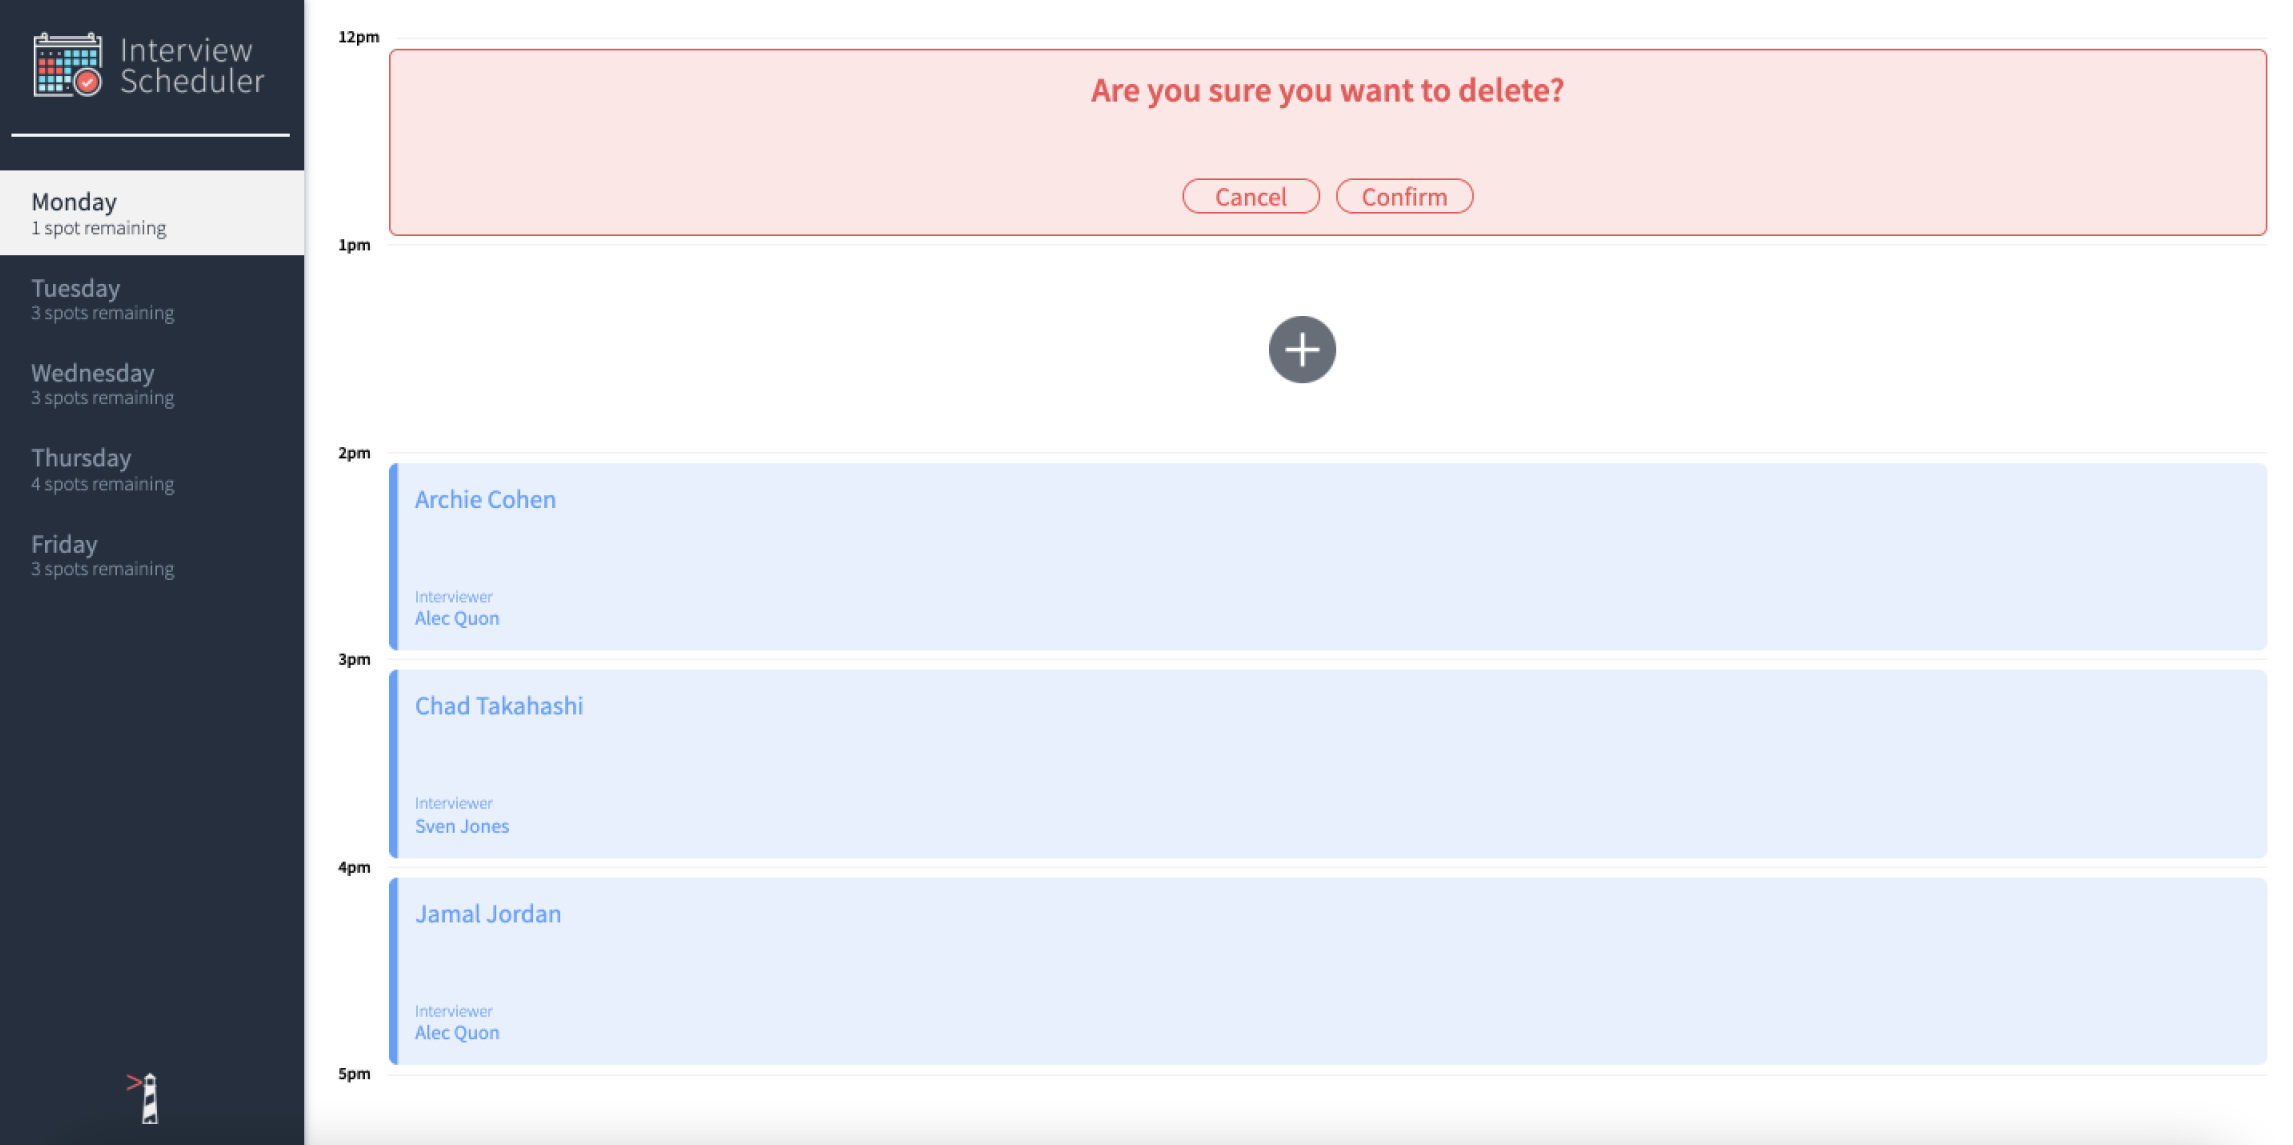 Interview
Scheduler
Monday
1 spot remaining
Tuesday
3 spots remaining
Wednesday
3 spots remaining
Thursday
4 spots remaining
Friday
3 spots remaining
12pm
Are you sure you want to delete?
Cancel Confirm
1pm
2pm
Archie Cohen
Interviewer
Alec Quon
3pm
Chad Takahashi
Interviewer
Sven Jones
4pm
Jamal Jordan
Interviewer
Alec Quon
5pm